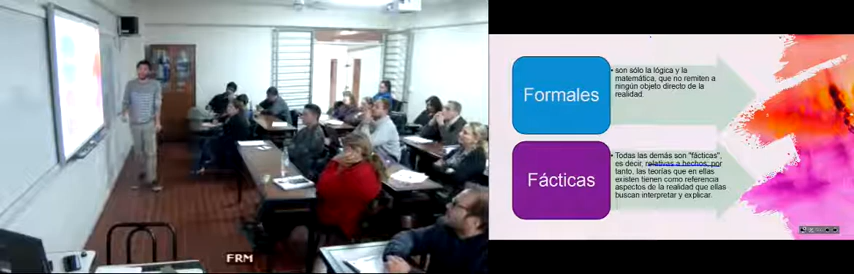 FRM
Formales
• son sólo la lógica y la
matemática, que no remiten a
ningún objeto directo de la
realidad.
Fácticas
• Todas las demás son "fácticas",
es decir, relativas a hechos; por
tanto, las teorías que en ellas
existen tienen como referencia
aspectos de la realidad que ellas
buscan interpretar y explicar.